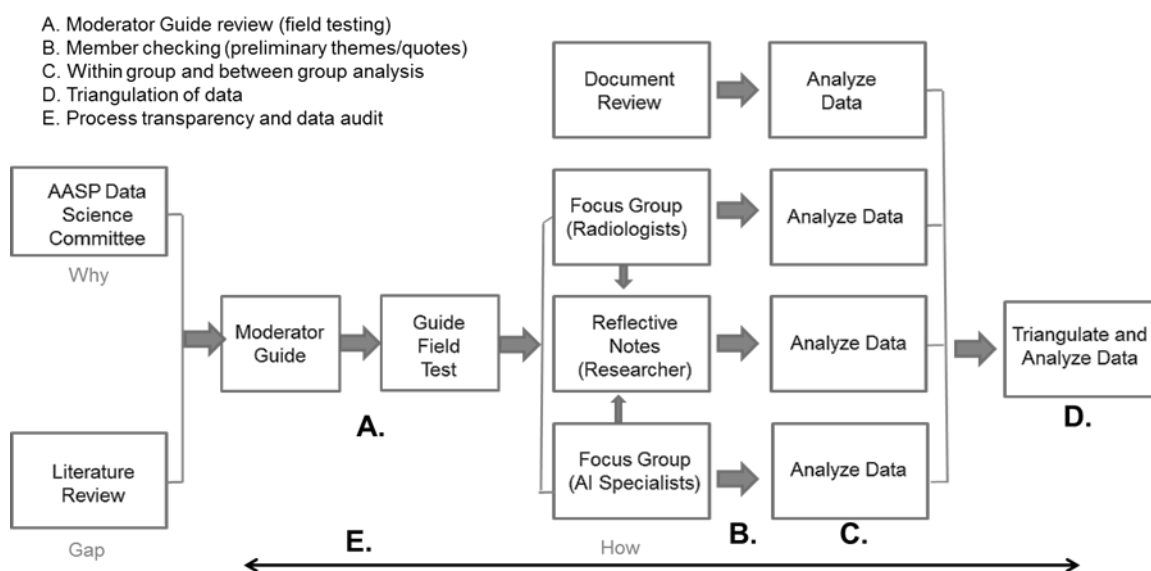 A. Moderator Guide review (field testing)
B. Member checking (preliminary themes/quotes)
C. Within group and between group analysis
D. Triangulation of data
E. Process transparency and data audit
Document
Review
Analyze
Data
AASP Data
Science
Committee
Why
Focus Group
(Radiologists)
Analyze Data
Moderator
Guide
Guide
Field
Test
Reflective
Notes
(Researcher)
Analyze Data
Triangulate and
Analyze Data
A.
D.
Literature
Review
Gap
Focus Group
(AI Specialists)
Analyze Data
E.
How
B.
C.